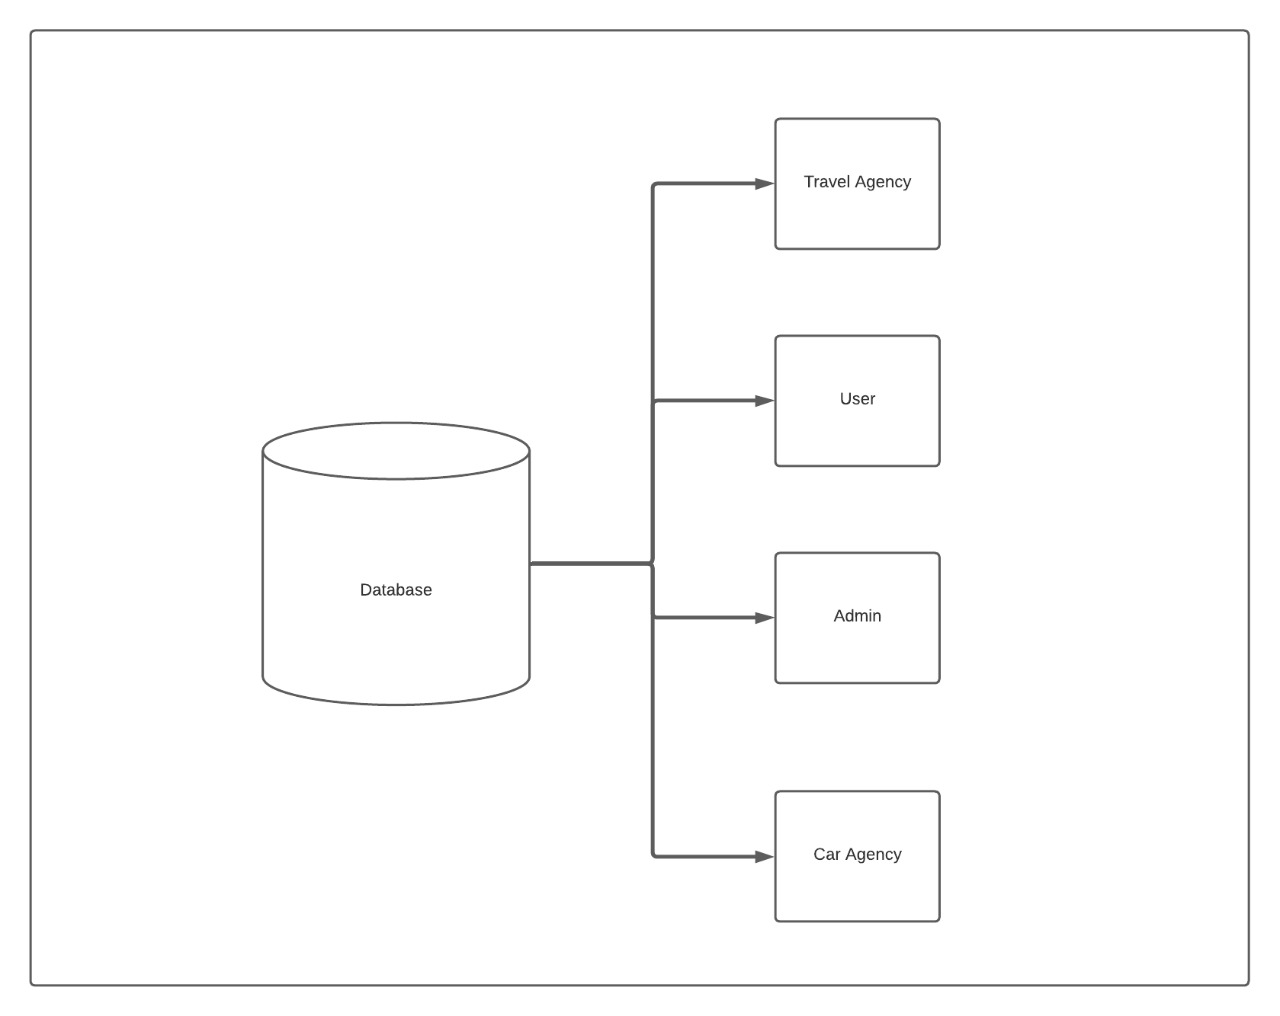 Travel Agency
User
Database
Admin
Car Agency